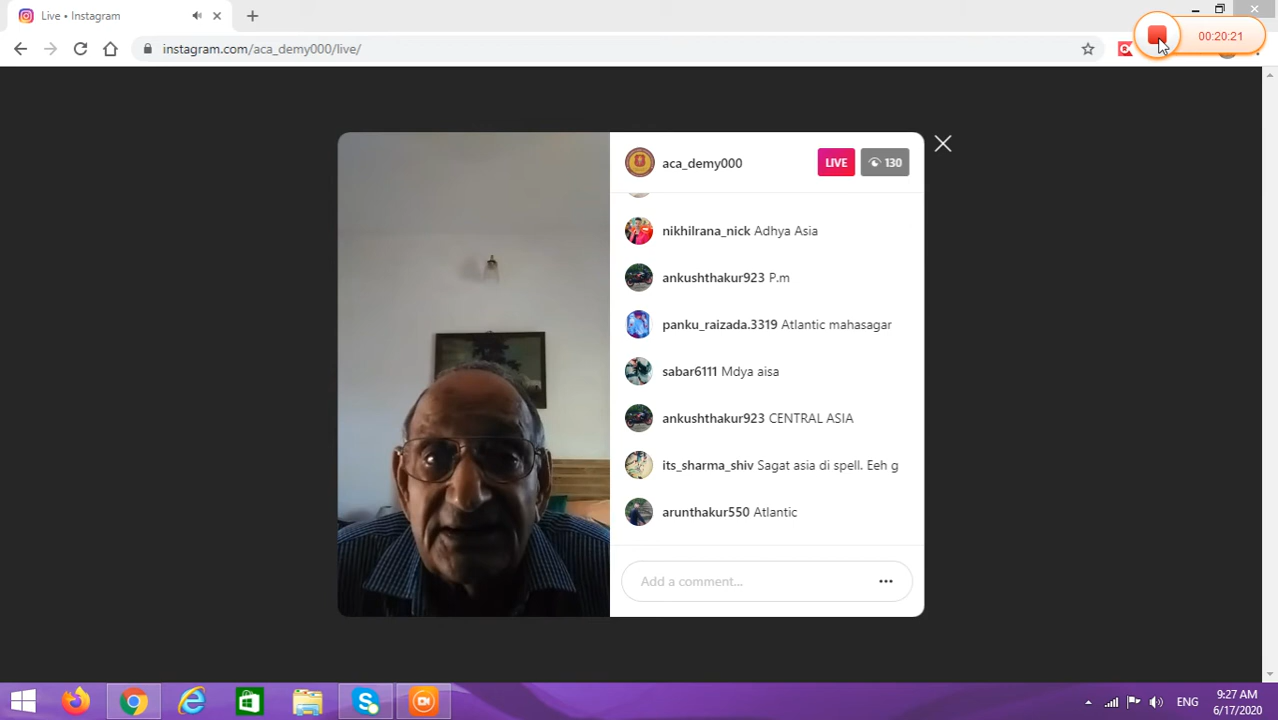 Live • Instagram
instagram.com/aca_demy000/live/
00:20:21
aca_demy000
LIVE
130
nikhilrana_nick Adhya Asia
ankushthakur923 P.m
panku_raizada.3319 Atlantic mahasagar
sabar6111 Mdya aisa
ankushthakur923 CENTRAL ASIA
its_sharma_shiv Sagat asia di spell. Eeh g
arunthakur550 Atlantic
Add a comment...
ENG
9:27 AM
6/17/2020